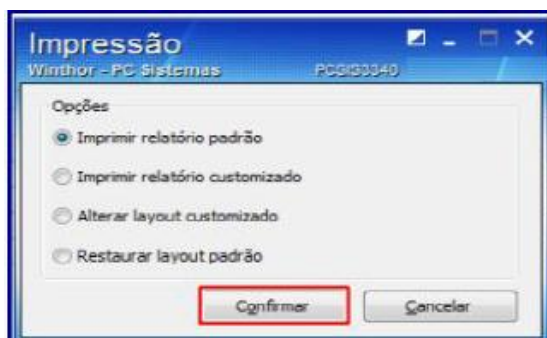 Impressão
Winthor - PC Sistemas PCSIS3340
Opções
Imprimir relatório padrão
Imprimir relatório customizado
Alterar layout customizado
Restaurar layout padrão
Confirmar Cancelar